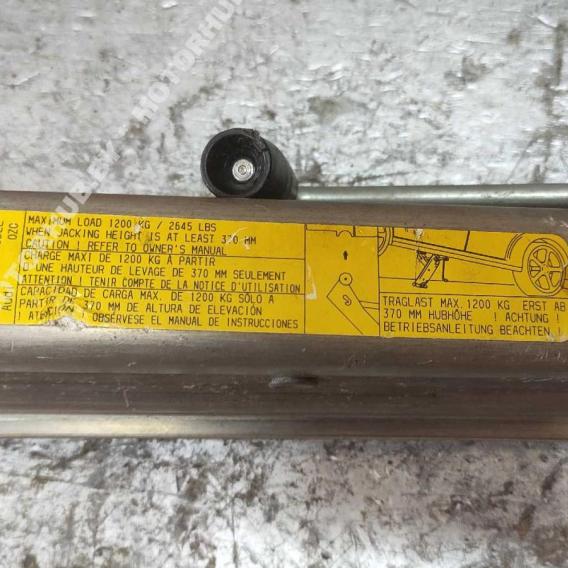 MAXIMUM LOAD 1200 KG / 2645 LBS
WHEN JACKING HEIGHT IS AT LEAST 370 MM
CAUTION ! REFER TO OWNER'S MANUAL
CHARGE MAXI DE 1200 KG À PARTIR
D'UNE HAUTEUR DE LEVAGE DE 370 MM SEULEMENT
ATTENTION ! TENIR COMPTE DE LA NOTICE D'UTILISATION
CAPACIDAD DE CARGA MAX. DE 1200 KG SÓLO A
PARTIR DE 370 MM DE ALTURA DE ELEVACIÓN
ATENCIÓN OBSÉRVESE EL MANUAL DE INSTRUCCIONES
TRAGLAST MAX. 1200 KG ERST AB
370 MM HUBHÖHE ! ACHTUNG !
BETRIEBSANLEITUNG BEACHTEN !
AUDI